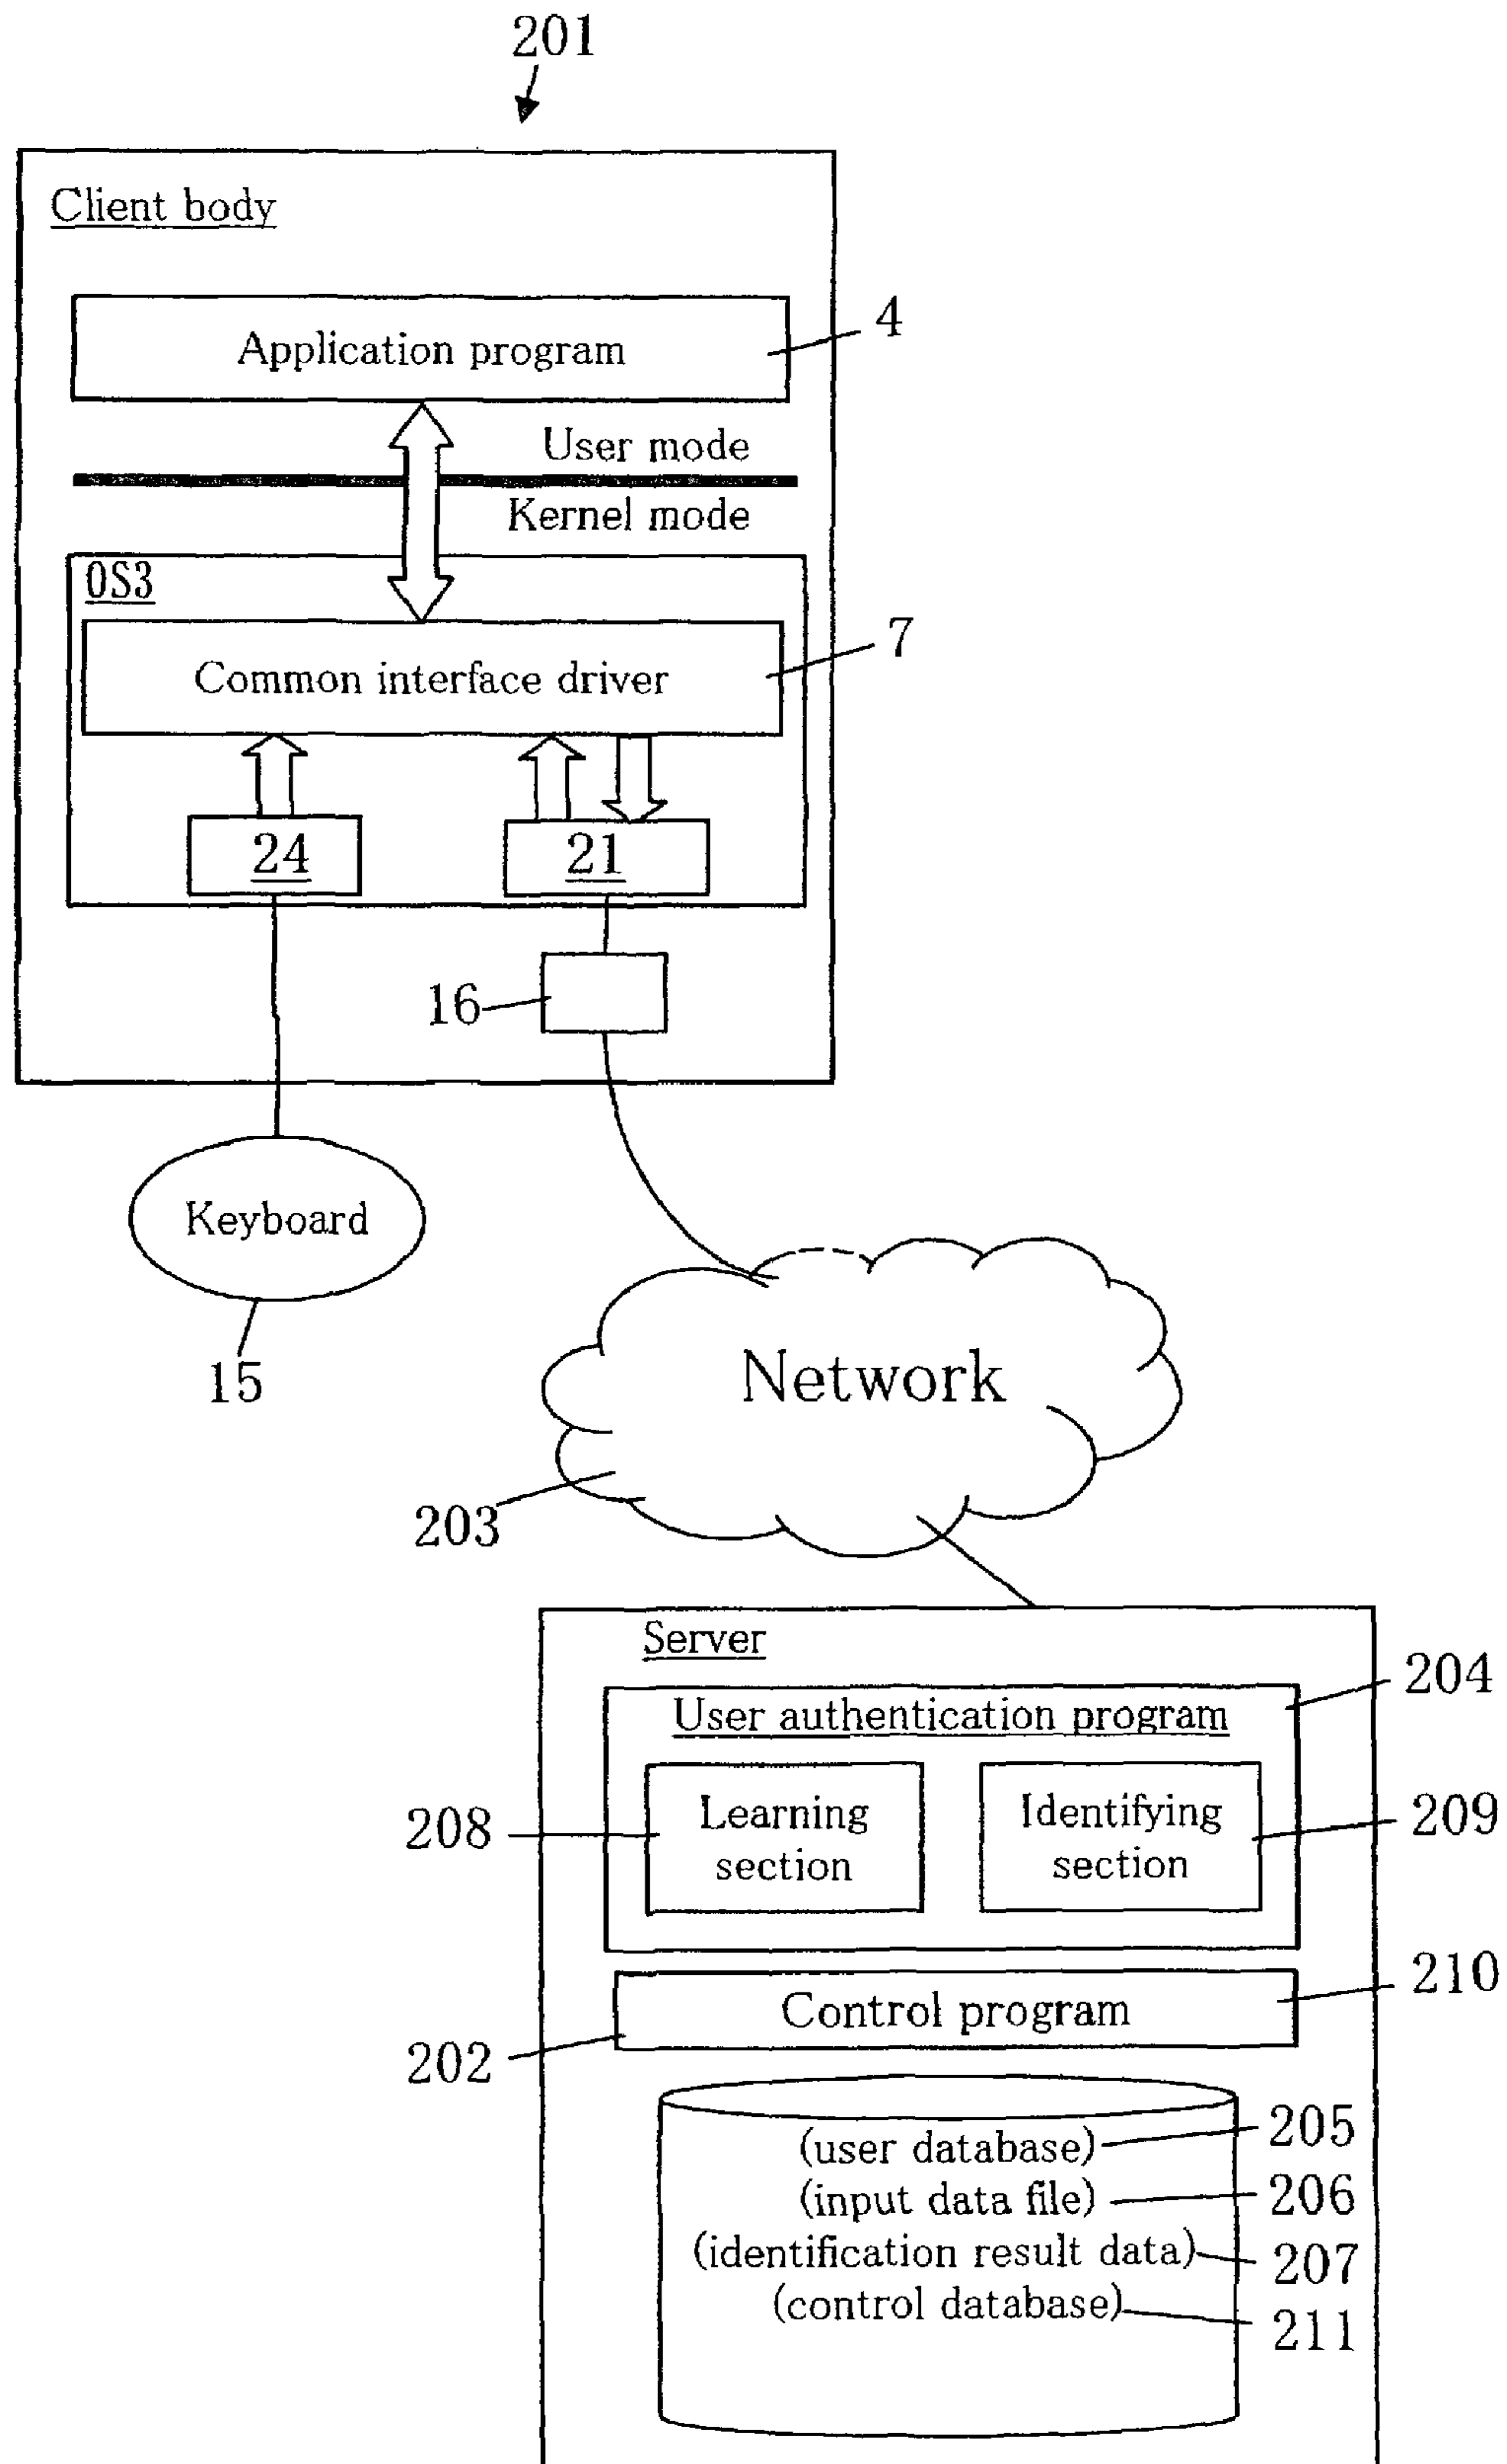 201
Client body
Application program
4
User mode
Kernel mode
OS3
Common interface driver
7
24
21
16
Keyboard
15
Network
203
Server
204
User authentication program
208
Learning
section
Identifying
section
209
210
Control program
202
(user database)
205
(input data file)
206
(identification result data)
207
(control database)
211